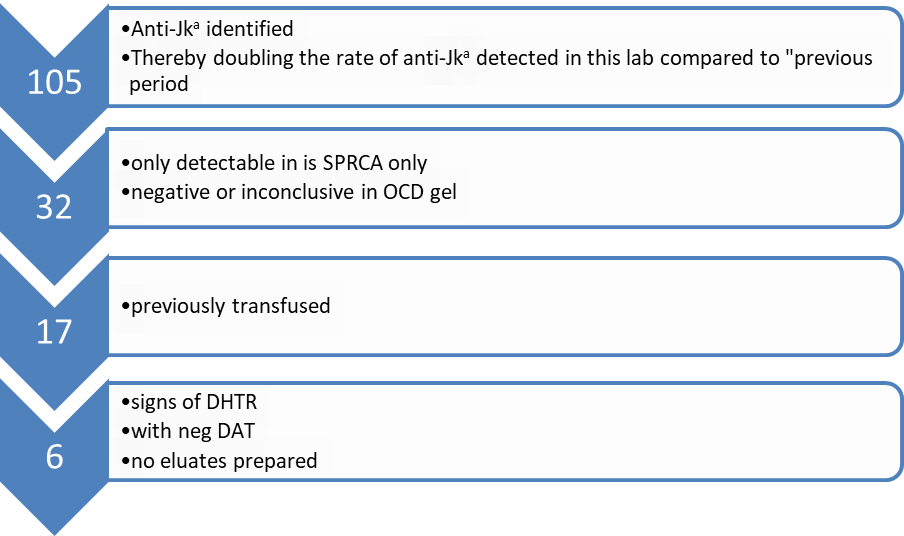 105
•Anti-Jkᵃ identified
•Thereby doubling the rate of anti-Jkᵃ detected in this lab compared to "previous
period
32
•only detectable in is SPRCA only
•negative or inconclusive in OCD gel
17
•previously transfused
6
•signs of DHTR
•with neg DAT
•no eluates prepared